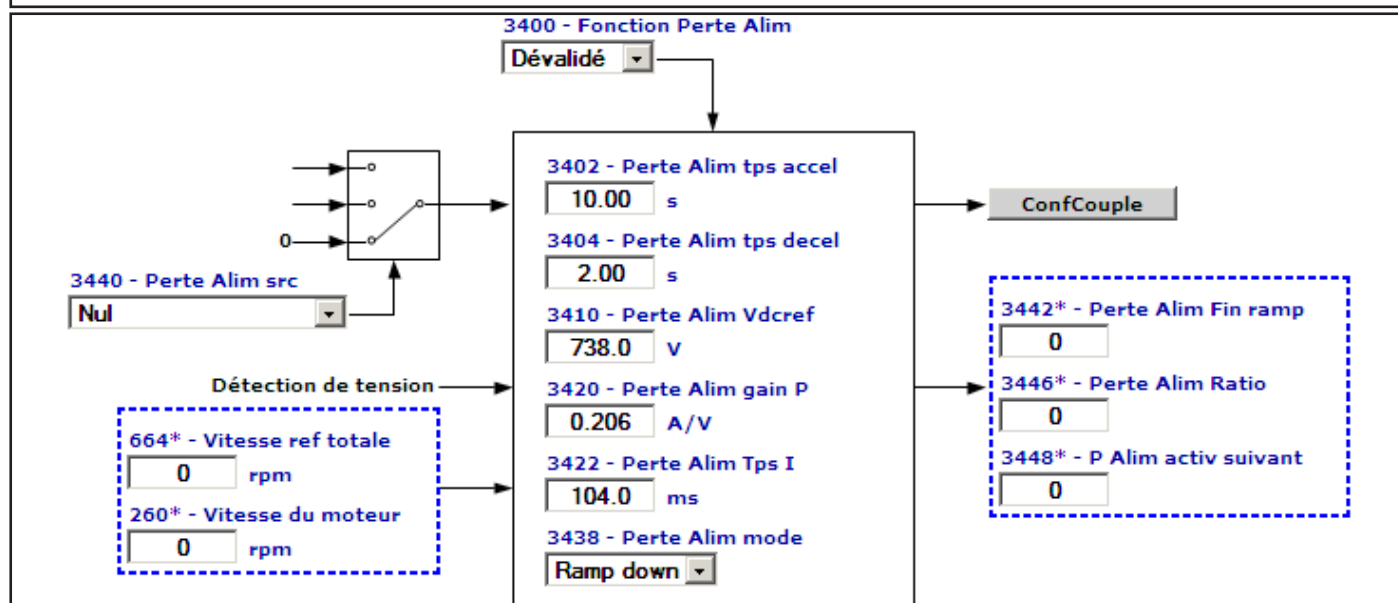 3400 - Fonction Perte Alim
Dévalidé
0
3440 - Perte Alim src
Nul
Détection de tension
664* - Vitesse ref totale
0 rpm
260* - Vitesse du moteur
0 rpm
3402 - Perte Alim tps accel
10.00 s
3404 - Perte Alim tps decel
2.00 s
3410 - Perte Alim Vdcref
738.0 V
3420 - Perte Alim gain P
0.206 A/V
3422 - Perte Alim Tps I
104.0 ms
3438 - Perte Alim mode
Ramp down
ConfCouple
3442* - Perte Alim Fin ramp
0
3446* - Perte Alim Ratio
0
3448* - P Alim activ suivant
0